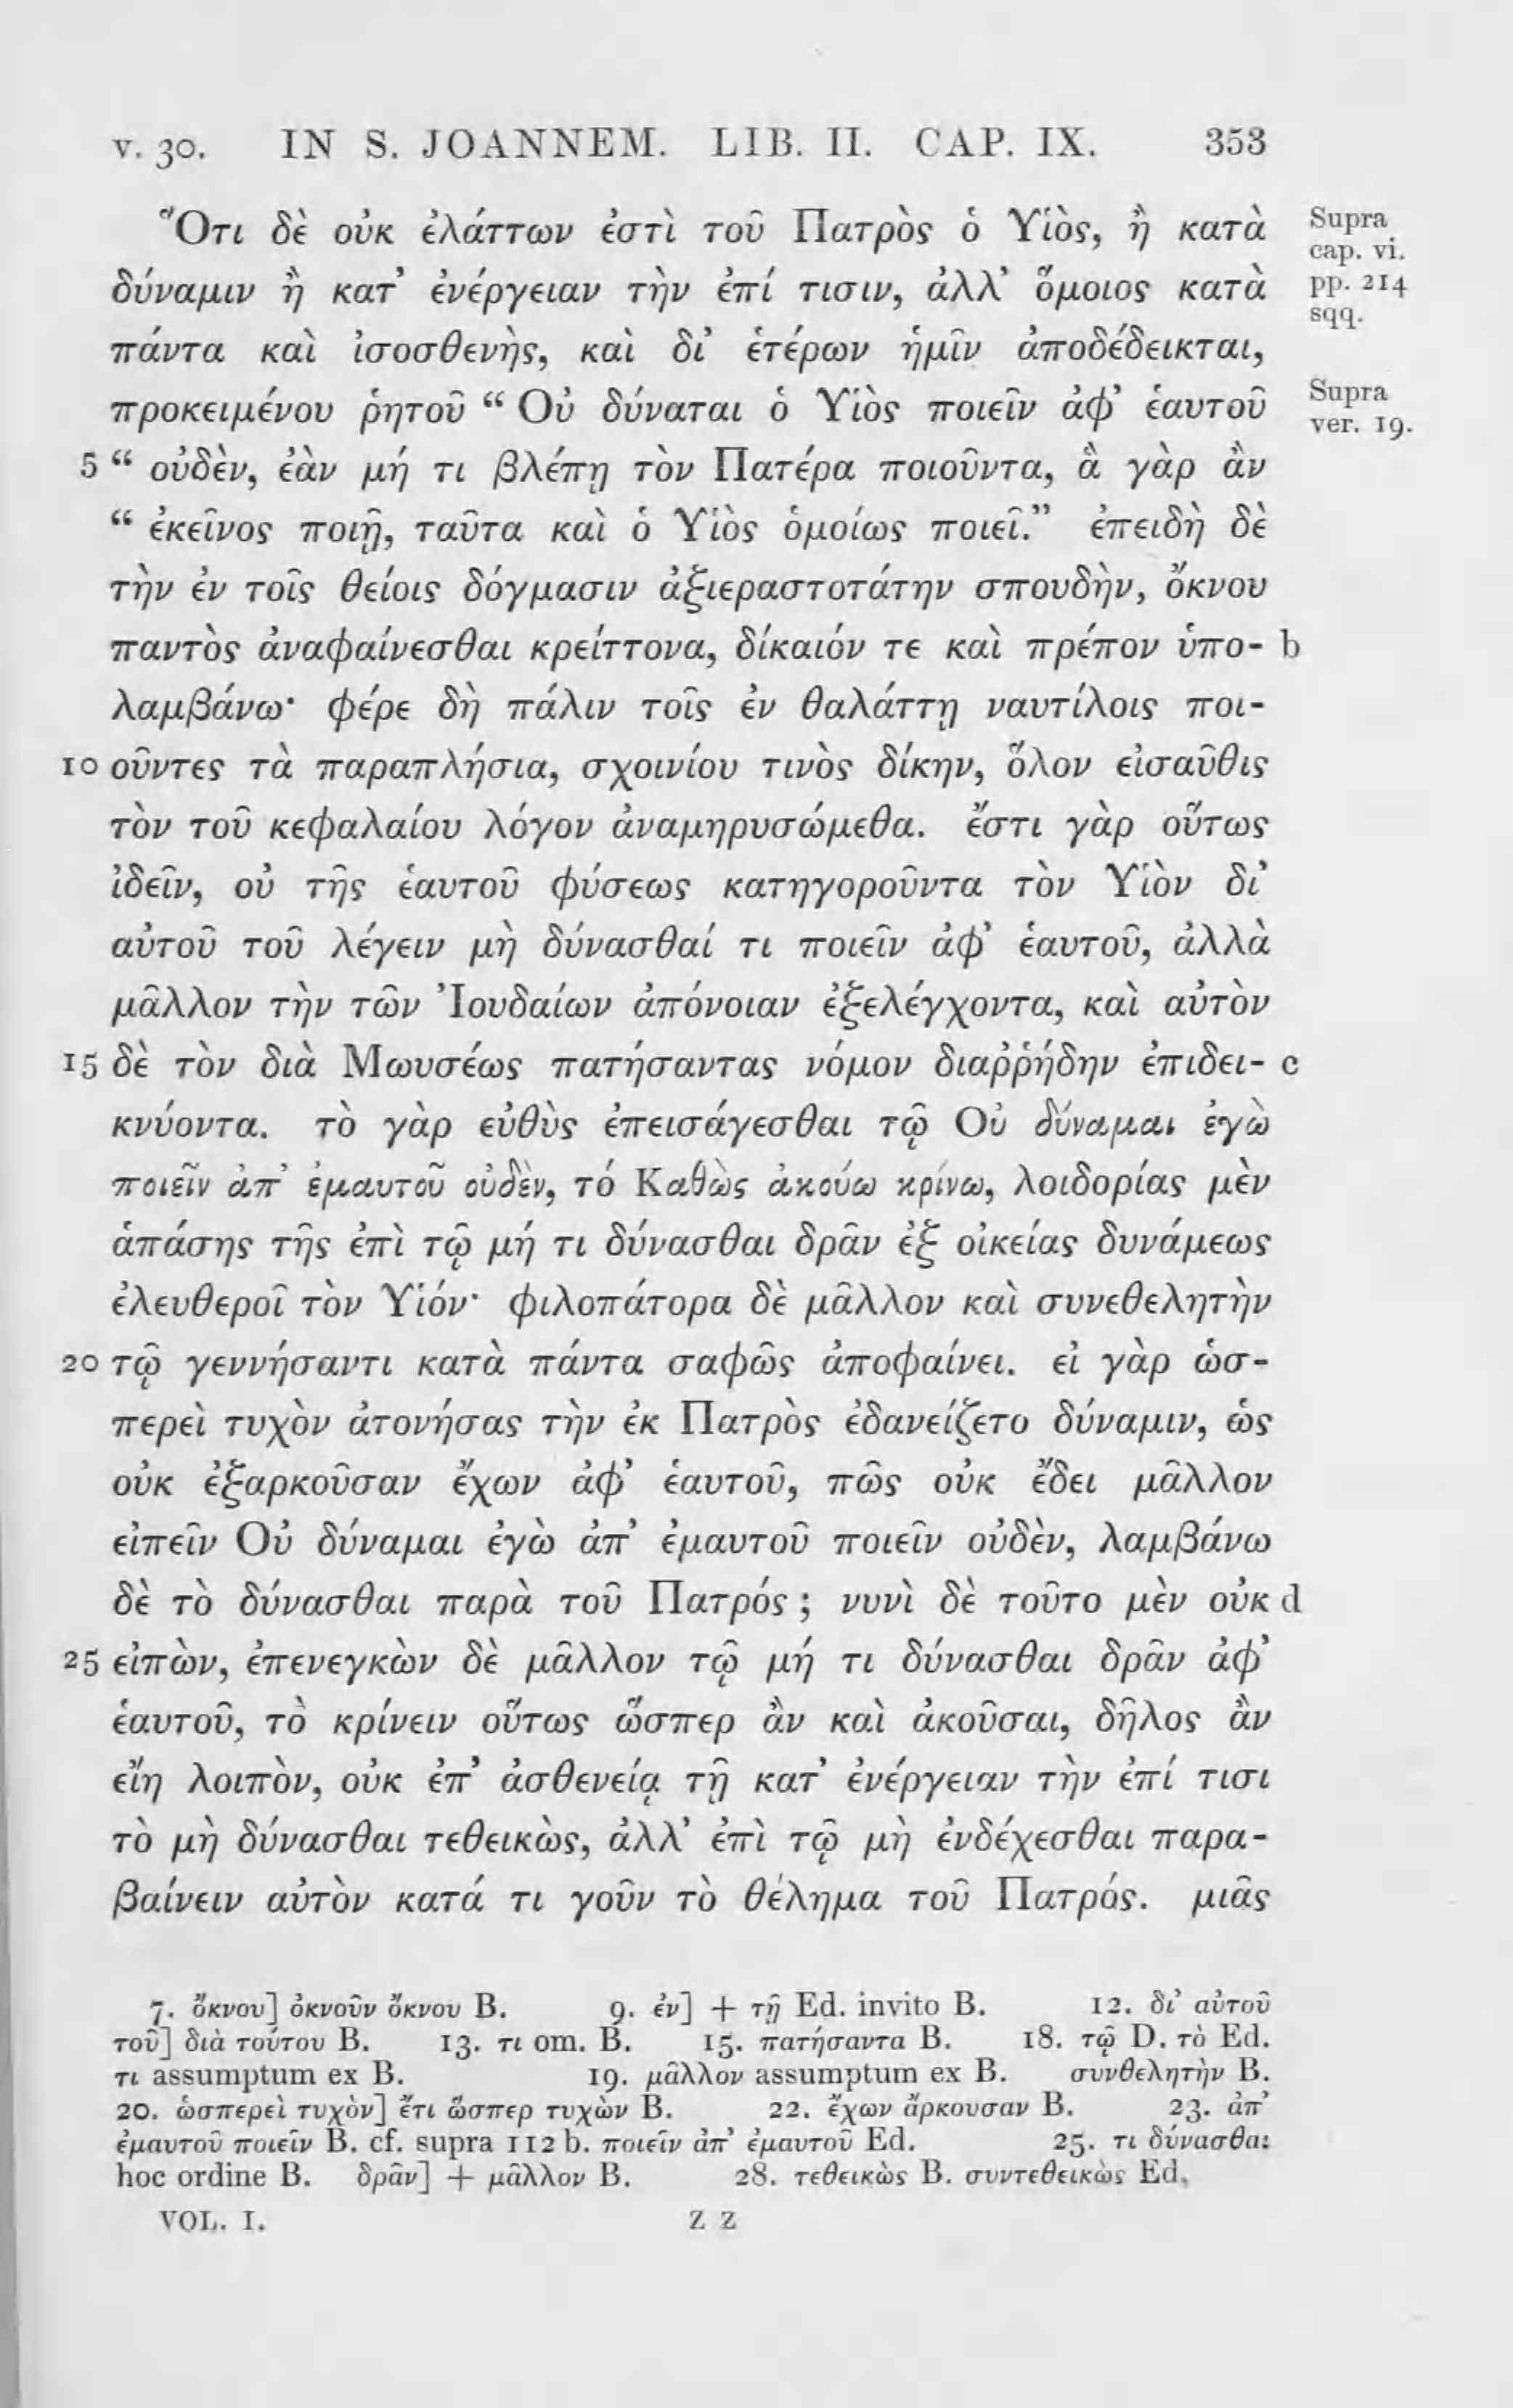 v. 30. IN S. JOANNEM. LIB. II. CAP. IX. 353
Ὅτι δὲ οὐκ ἐλάττων ἐστὶ τοῦ Πατρὸς ὁ Υἱὸς, ἢ κατὰ Supra cap. vi. pp. 214 sqq.
δύναμιν ἢ κατ' ἐνέργειαν τὴν ἐπί τισιν, ἀλλ' ὅμοιος κατὰ
πάντα καὶ ἰσοσθενὴς, καὶ δι' ἑτέρων ἡμῖν ἀποδέδεικται,
προκειμένου ῥητοῦ “ Οὐ δύναται ὁ Υἱὸς ποιεῖν ἀφ' ἑαυτοῦ Supra ver. 19.
5 “ οὐδὲν, ἐὰν μή τι βλέπῃ τὸν Πατέρα ποιοῦντα, ἃ γὰρ ἂν
“ ἐκεῖνος ποιῇ, ταῦτα καὶ ὁ Υἱὸς ὁμοίως ποιεῖ.” ἐπειδὴ δὲ
τὴν ἐν τοῖς θείοις δόγμασιν ἀξιεραστοτάτην σπουδὴν, ὄκνου
παντὸς ἀναφαίνεσθαι κρείττονα, δίκαιόν τε καὶ πρέπον ὑπο- b
λαμβάνω· φέρε δὴ πάλιν τοῖς ἐν θαλάττῃ ναυτίλοις ποι-
10 οῦντες τὰ παραπλήσια, σχοινίου τινὸς δίκην, ὅλον εἰσαῦθις
τὸν τοῦ κεφαλαίου λόγον ἀναμηρυσώμεθα. ἔστι γὰρ οὕτως
ἰδεῖν, οὐ τῆς ἑαυτοῦ φύσεως κατηγοροῦντα τὸν Υἱὸν δι'
αὐτοῦ τοῦ λέγειν μὴ δύνασθαί τι ποιεῖν ἀφ' ἑαυτοῦ, ἀλλὰ
μᾶλλον τὴν τῶν Ἰουδαίων ἀπόνοιαν ἐξελέγχοντα, καὶ αὐτὸν
15 δὲ τὸν διὰ Μωυσέως πατήσαντας νόμον διαῤῥήδην ἐπιδει- c
κνύοντα. τὸ γὰρ εὐθὺς ἐπεισάγεσθαι τῷ Οὐ δύναμαι ἐγὼ
ποιεῖν ἀπ' ἐμαυτοῦ οὐδὲν, τό Καθὼς ἀκούω κρίνω, λοιδορίας μὲν
ἁπάσης τῆς ἐπὶ τῷ μή τι δύνασθαι δρᾶν ἐξ οἰκείας δυνάμεως
ἐλευθεροῖ τὸν Υἱόν· φιλοπάτορα δὲ μᾶλλον καὶ συνεθελητὴν
20 τῷ γεννήσαντι κατὰ πάντα σαφῶς ἀποφαίνει. εἰ γὰρ ὡσ-
περεὶ τυχὸν ἀτονήσας τὴν ἐκ Πατρὸς ἐδανείζετο δύναμιν, ὡς
οὐκ ἐξαρκοῦσαν ἔχων ἀφ' ἑαυτοῦ, πῶς οὐκ ἔδει μᾶλλον
εἰπεῖν Οὐ δύναμαι ἐγὼ ἀπ' ἐμαυτοῦ ποιεῖν οὐδὲν, λαμβάνω
δὲ τὸ δύνασθαι παρὰ τοῦ Πατρός ; νυνὶ δὲ τοῦτο μὲν οὐκ d
25 εἰπὼν, ἐπενεγκὼν δὲ μᾶλλον τῷ μή τι δύνασθαι δρᾶν ἀφ'
ἑαυτοῦ, τὸ κρίνειν οὕτως ὥσπερ ἂν καὶ ἀκοῦσαι, δῆλος ἂν
εἴη λοιπὸν, οὐκ ἐπ' ἀσθενείᾳ τῇ κατ' ἐνέργειαν τὴν ἐπί τισι
τὸ μὴ δύνασθαι τεθεικὼς, ἀλλ' ἐπὶ τῷ μὴ ἐνδέχεσθαι παρα-
βαίνειν αὐτὸν κατά τι γοῦν τὸ θέλημα τοῦ Πατρός. μιᾶς
7. ὄκνου] ὀκνοῦν ὄκνου B. 9. ἐν] + τῇ Ed. invito B. 12. δι' αὐτοῦ
τοῦ] διὰ τούτου B. 13. τι om. B. 15. πατήσαντα B. 18. τῷ D. τὸ Ed.
τι assumptum ex B. 19. μᾶλλον assumptum ex B. συνθελητὴν B.
20. ὡσπερεὶ τυχὸν] ἔτι ὥσπερ τυχὼν B. 22. ἔχων ἄρκουσαν B. 23. ἀπ'
ἐμαυτοῦ ποιεῖν B. cf. supra 112 b. ποιεῖν ἀπ' ἐμαυτοῦ Ed. 25. τι δύνασθαι
hoc ordine B. δρᾶν] + μᾶλλον B. 28. τεθεικὼς B. συντεθεικὼς Ed.
VOL. I. Z Z